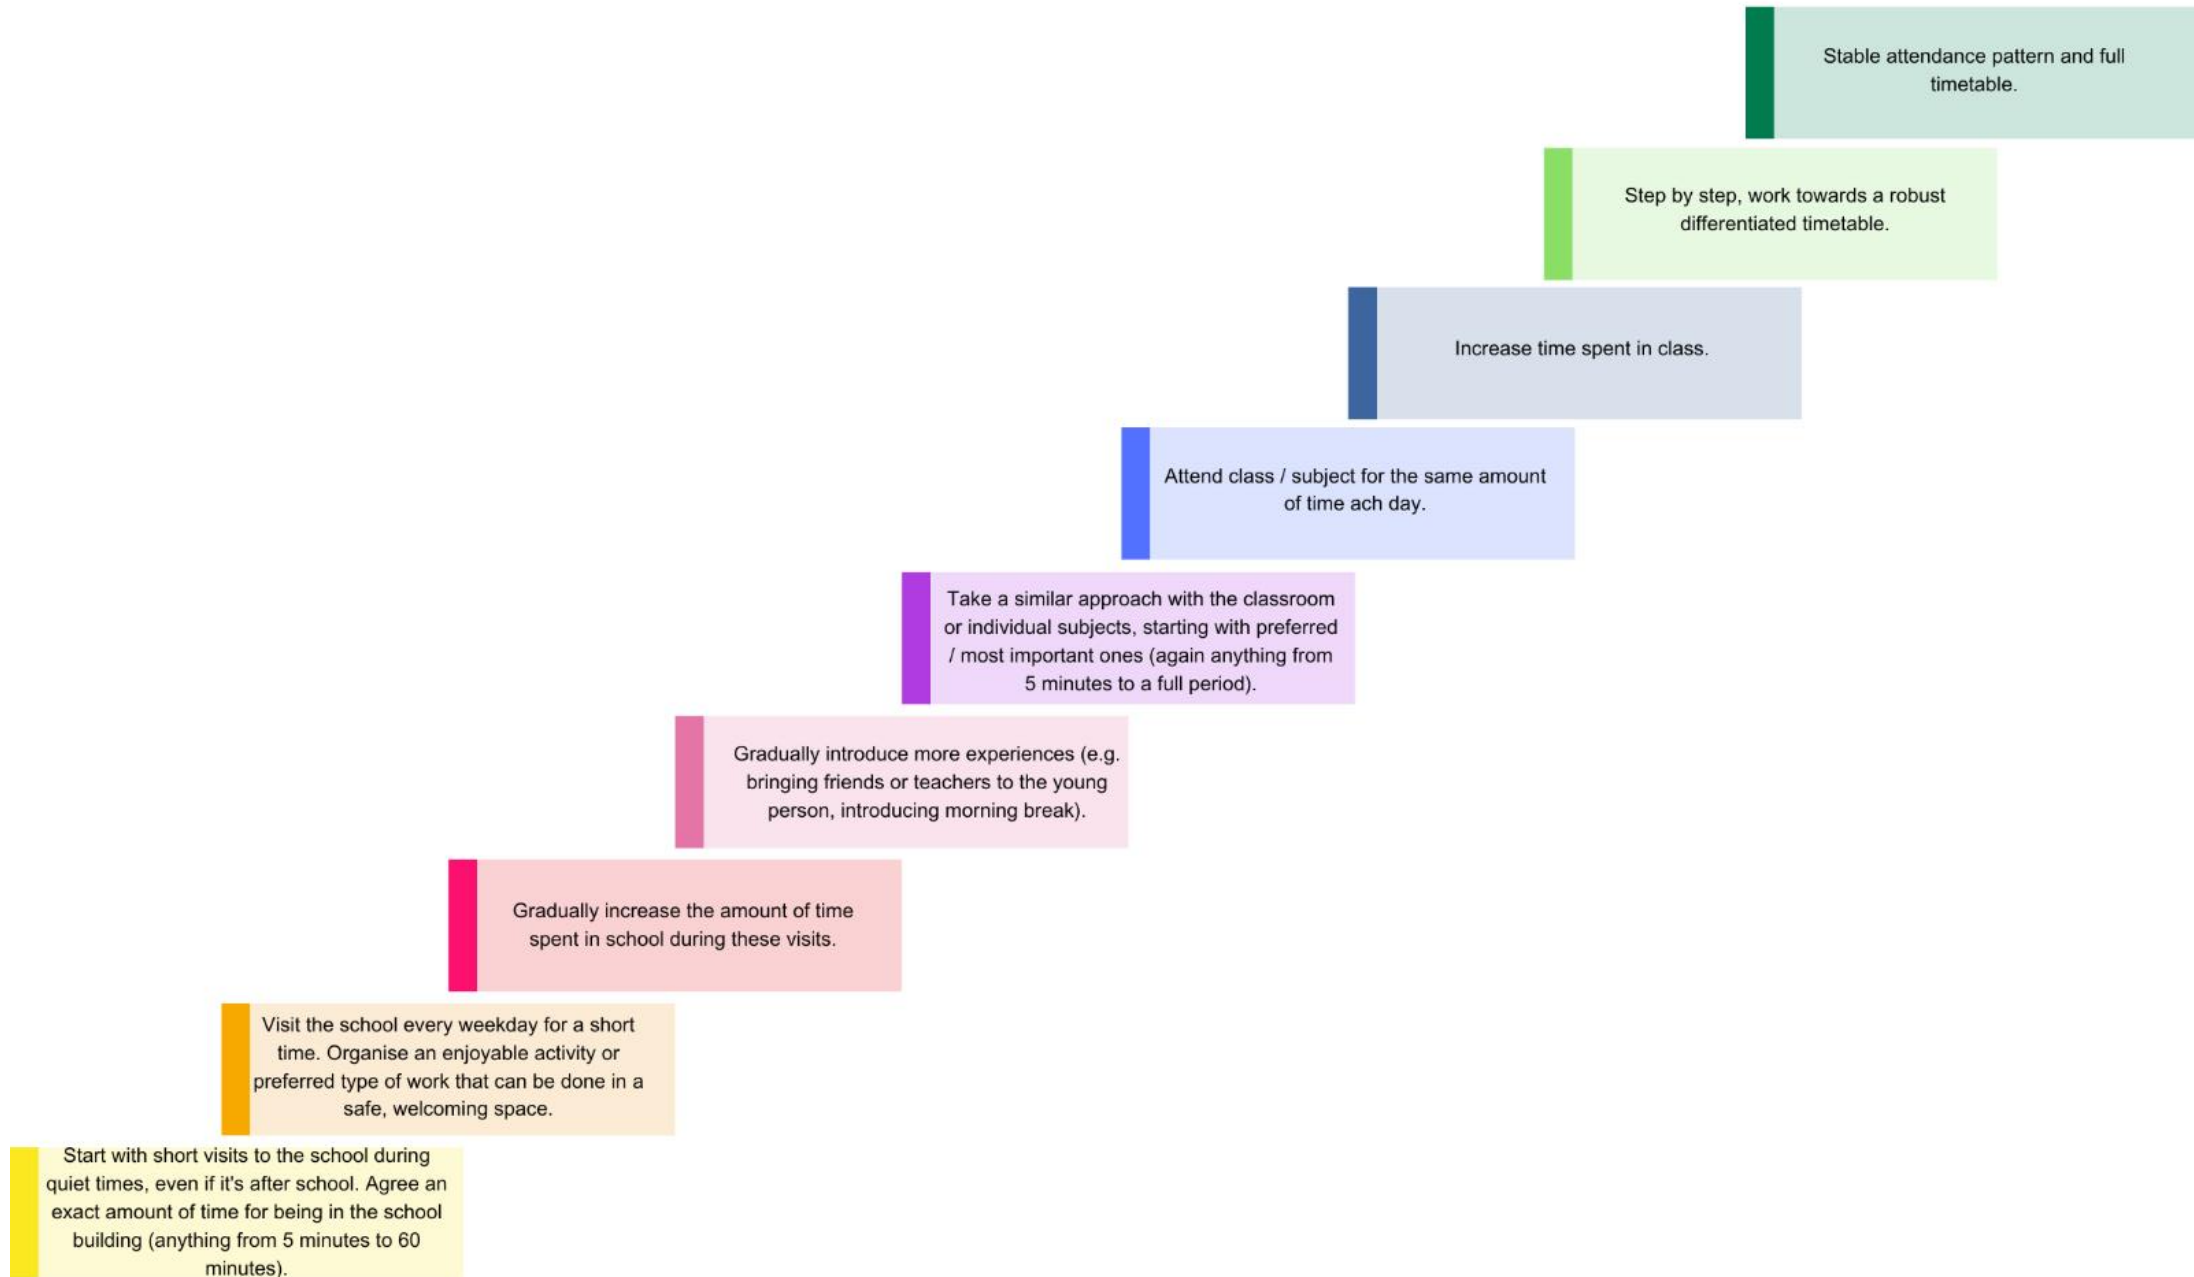 Stable attendance pattern and full
timetable.
Step by step, work towards a robust
differentiated timetable.
Increase time spent in class.
Attend class / subject for the same amount
of time ach day.
Take a similar approach with the classroom
or individual subjects, starting with preferred
/ most important ones (again anything from
5 minutes to a full period).
Gradually introduce more experiences (e.g.
bringing friends or teachers to the young
person, introducing morning break).
Gradually increase the amount of time
spent in school during these visits.
Visit the school every weekday for a short
time. Organise an enjoyable activity or
preferred type of work that can be done in a
safe, welcoming space.
Start with short visits to the school during
quiet times, even if it's after school. Agree an
exact amount of time for being in the school
building (anything from 5 minutes to 60
minutes).